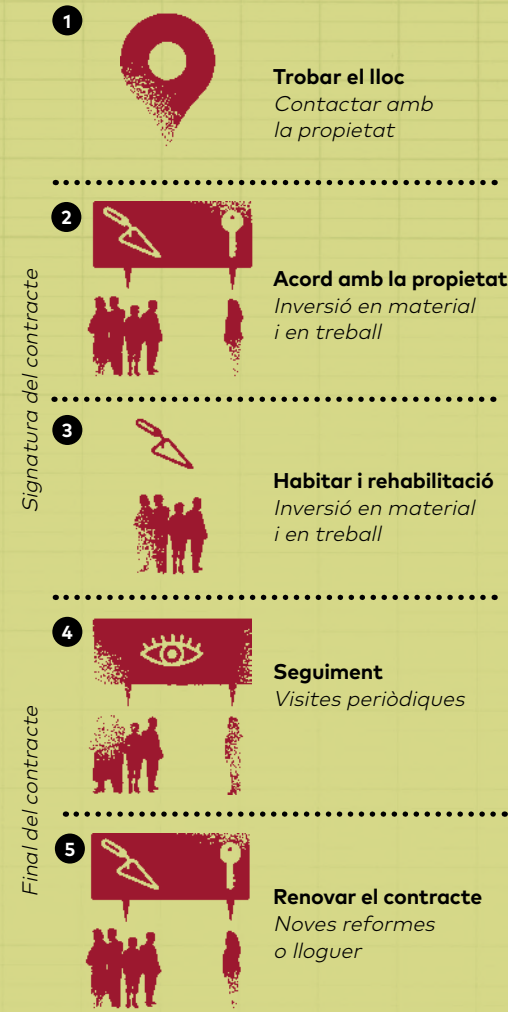 1
Trobar el lloc
Contactar amb
la propietat
Signatura del contracte
2
Acord amb la propietat
Inversió en material
i en treball
3
Habitar i rehabilitació
Inversió en material
i en treball
Final del contracte
4
Seguiment
Visites periòdiques
5
Renovar el contracte
Noves reformes
o lloguer